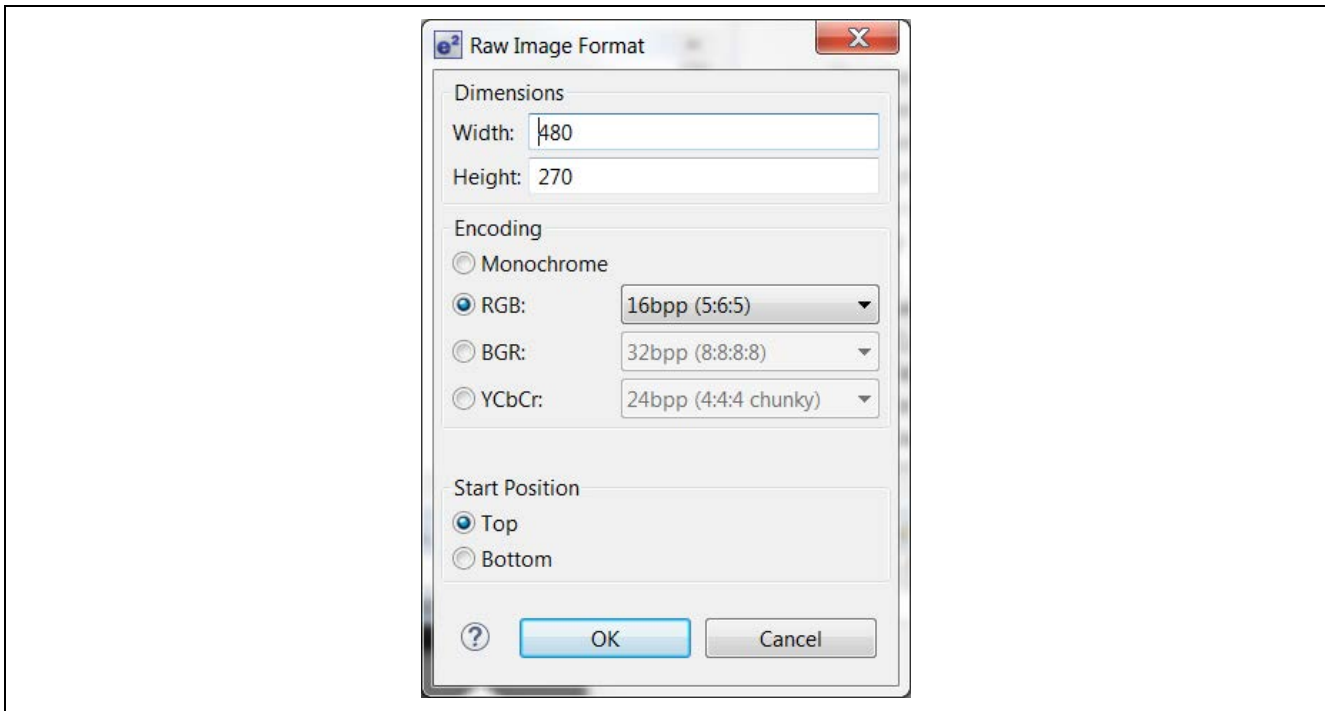 e² Raw Image Format X
Dimensions
Width: 480
Height: 270
Encoding
Monochrome
RGB: 16bpp (5:6:5)
BGR: 32bpp (8:8:8:8)
YCbCr: 24bpp (4:4:4 chunky)
Start Position
Top
Bottom
? OK Cancel